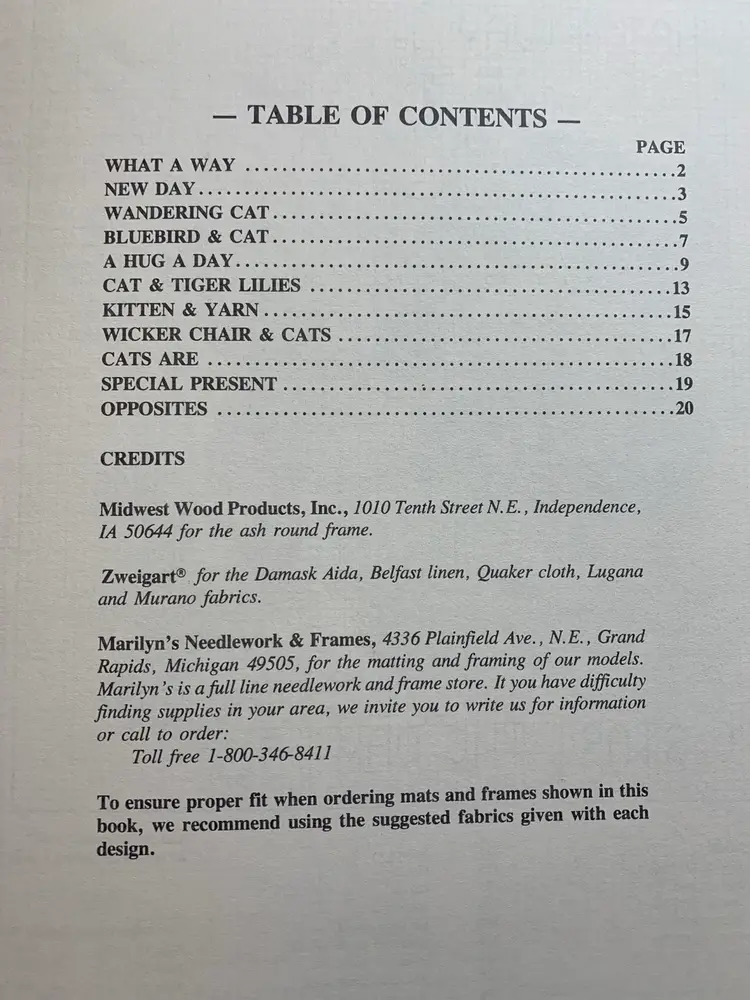 — TABLE OF CONTENTS —
PAGE
WHAT A WAY ..................................................2
NEW DAY..................................................3
WANDERING CAT..................................................5
BLUEBIRD & CAT..................................................7
A HUG A DAY..................................................9
CAT & TIGER LILIES ..................................................13
KITTEN & YARN..................................................15
WICKER CHAIR & CATS ..................................................17
CATS ARE ..................................................18
SPECIAL PRESENT..................................................19
OPPOSITES ..................................................20
CREDITS
Midwest Wood Products, Inc., 1010 Tenth Street N.E., Independence,
IA 50644 for the ash round frame.
Zweigart® for the Damask Aida, Belfast linen, Quaker cloth, Lugana
and Murano fabrics.
Marilyn's Needlework & Frames, 4336 Plainfield Ave., N.E., Grand
Rapids, Michigan 49505, for the matting and framing of our models.
Marilyn's is a full line needlework and frame store. It you have difficulty
finding supplies in your area, we invite you to write us for information
or call to order:
Toll free 1-800-346-8411
To ensure proper fit when ordering mats and frames shown in this
book, we recommend using the suggested fabrics given with each
design.